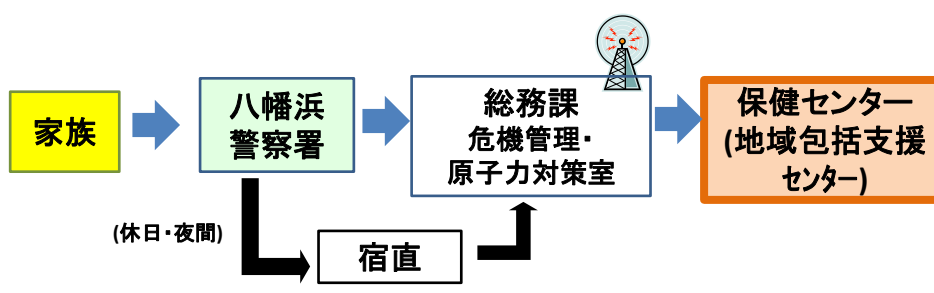 家族
八幡浜
警察署
総務課
危機管理・
原子力対策室
保健センター
(地域包括支援
ｾﾝﾀｰ)
(休日・夜間)
宿直